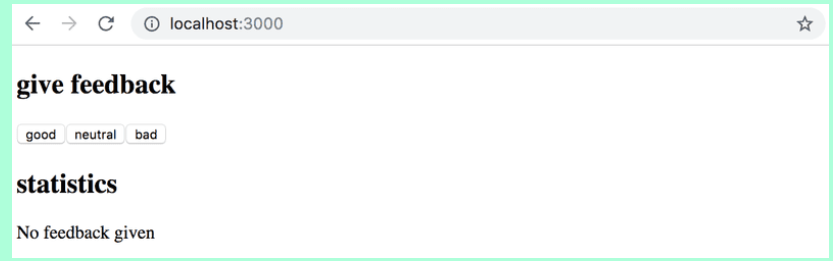 localhost:3000
give feedback
good neutral bad
statistics
No feedback given